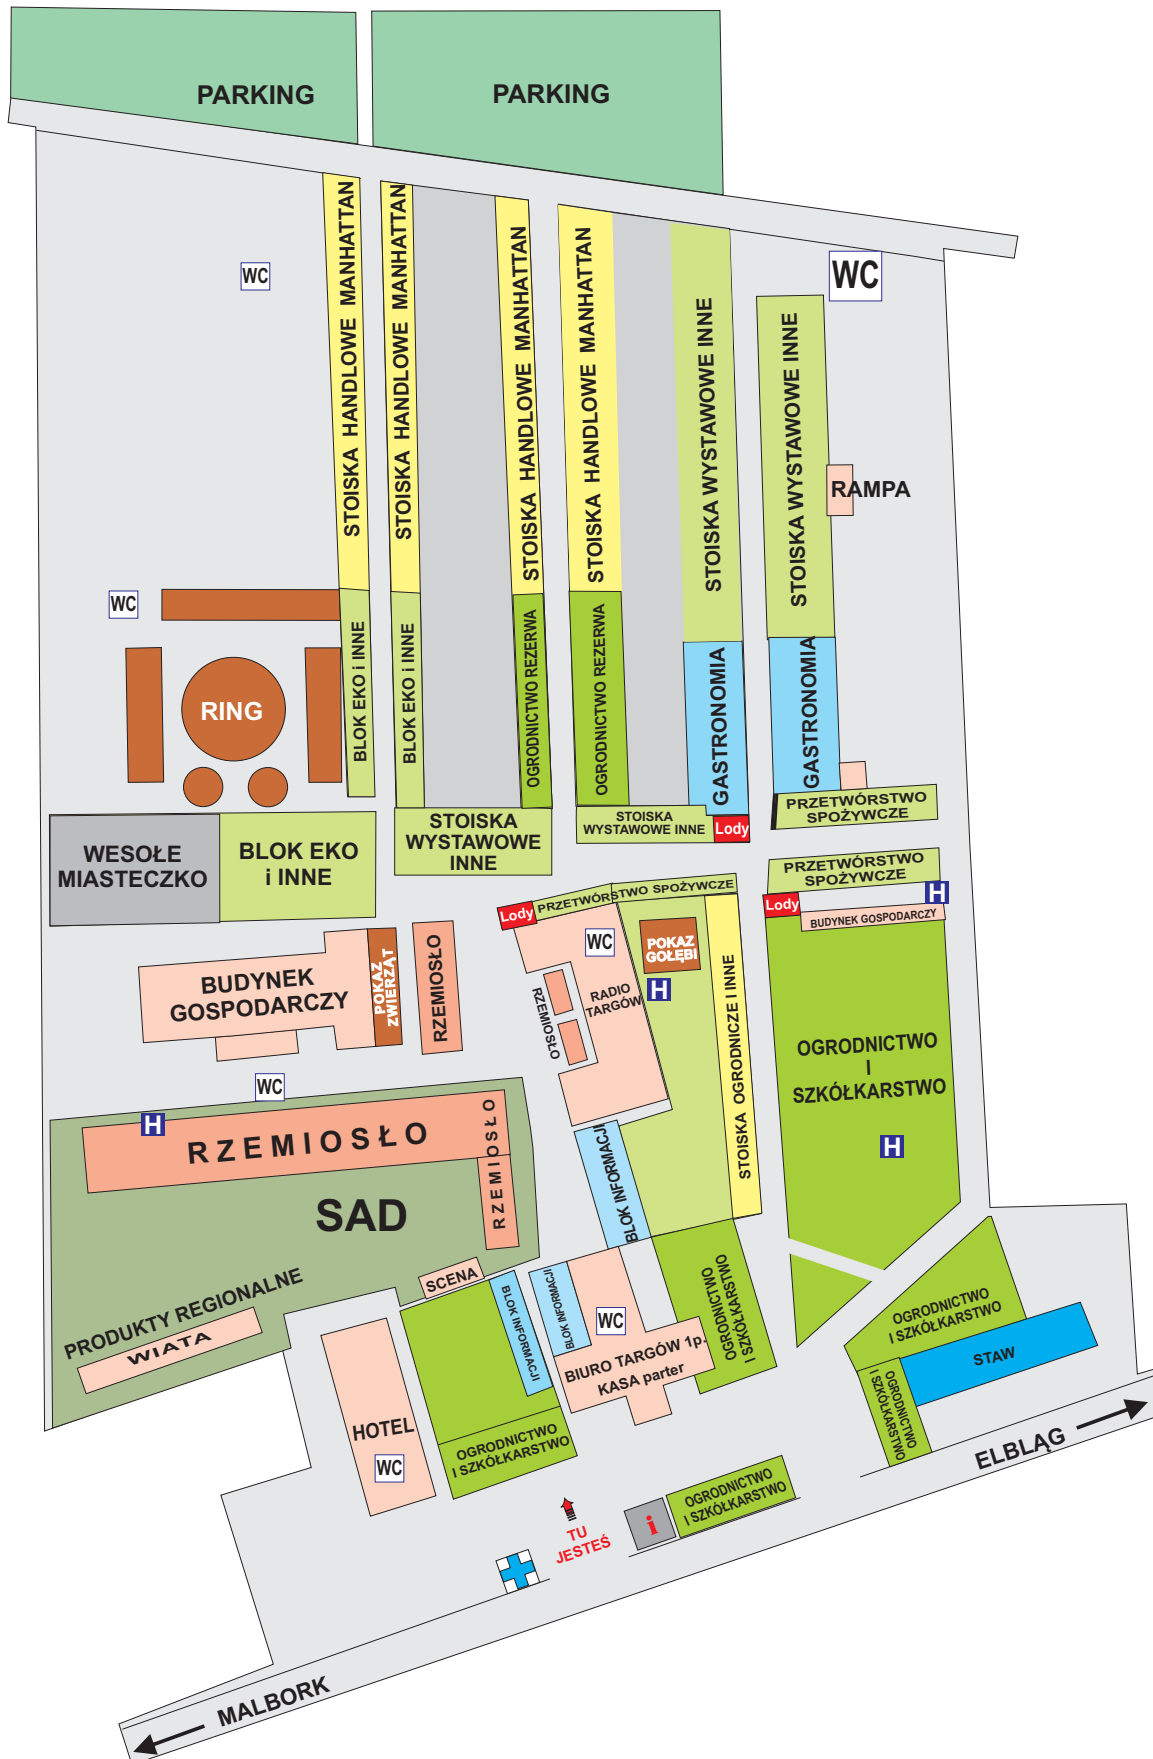 PARKING
PARKING
STOISKA HANDLOWE MANHATTAN
STOISKA HANDLOWE MANHATTAN
STOISKA HANDLOWE MANHATTAN
STOISKA HANDLOWE MANHATTAN
STOISKA WYSTAWOWE INNE
STOISKA WYSTAWOWE INNE
WC
WC
RAMPA
WC
RING
BLOK EKO i INNE
BLOK EKO i INNE
OGRODNICTWO REZERWA
OGRODNICTWO REZERWA
GASTRONOMIA
GASTRONOMIA
WESOŁE
MIASTECZKO
BLOK EKO
i INNE
STOISKA
WYSTAWOWE
INNE
STOISKA
WYSTAWOWE INNE
Lody
PRZETWÓRSTWO
SPOŻYWCZE
PRZETWÓRSTWO
SPOŻYWCZE
Lody
H
BUDYNEK GOSPODARCZY
Lody
PRZETWÓRSTWO SPOŻYWCZE
BUDYNEK
GOSPODARCZY
POKAZ
ZWIERZĄT
RZEMIOSŁO
WC
POKAZ
GOŁĘBI
H
RZEMIOSŁO
RADIO
TARGÓW
STOISKA OGRODNICZE I INNE
OGRODNICTWO
I
SZKÓŁKARSTWO
H
WC
H
RZEMIOSŁO
RZEMIOSŁO
SAD
BLOK INFORMACJI
PRODUKTY REGIONALNE
WIATA
SCENA
BLOK INFORMACJI
BLOK INFORMACJI
WC
BIURO TARGÓW 1p.
KASA parter
OGRODNICTWO
I SZKÓŁKARSTWO
OGRODNICTWO
I SZKÓŁKARSTWO
STAW
OGRODNICTWO
I SZKÓŁKARSTWO
HOTEL
WC
OGRODNICTWO
I SZKÓŁKARSTWO
OGRODNICTWO
I SZKÓŁKARSTWO
i
TU
JESTEŚ
ELBLĄG
MALBORK